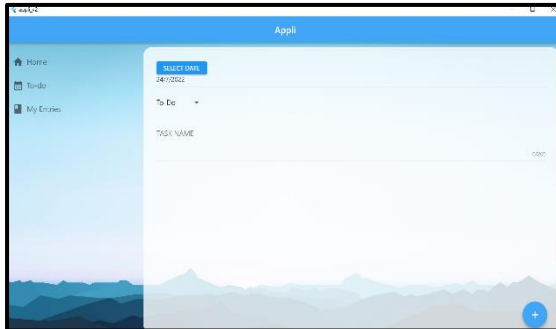 Appli
Home
To-do
My Entries
SELECT DATE
24/7/2022
To Do
TASK NAME
+